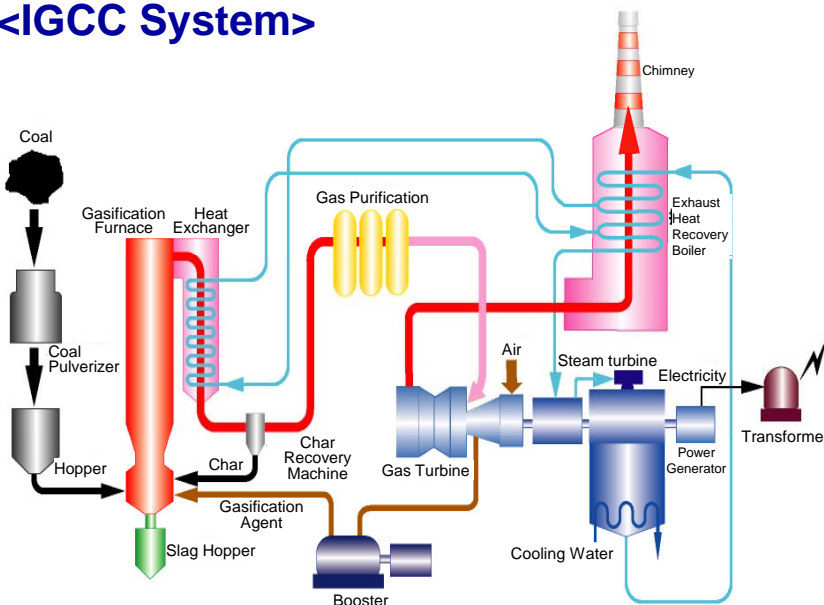 <IGCC System>
Chimney
Coal
Gas Purification
Gasification
Furnace
Heat
Exchanger
Exhaust
Heat
Recovery
Boiler
Coal
Pulverizer
Air
Steam turbine
Electricity
Hopper
Char
Char
Recovery
Machine
Gas Turbine
Power
Generator
Transforme
Gasification
Agent
Slag Hopper
Cooling Water
Booster